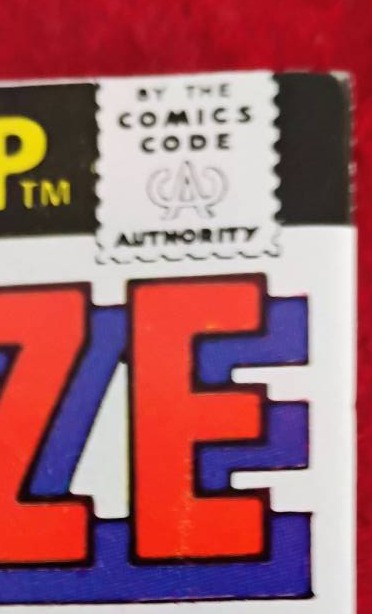 BY THE
COMICS
CODE
A
AUTHORITY
P™
ZE